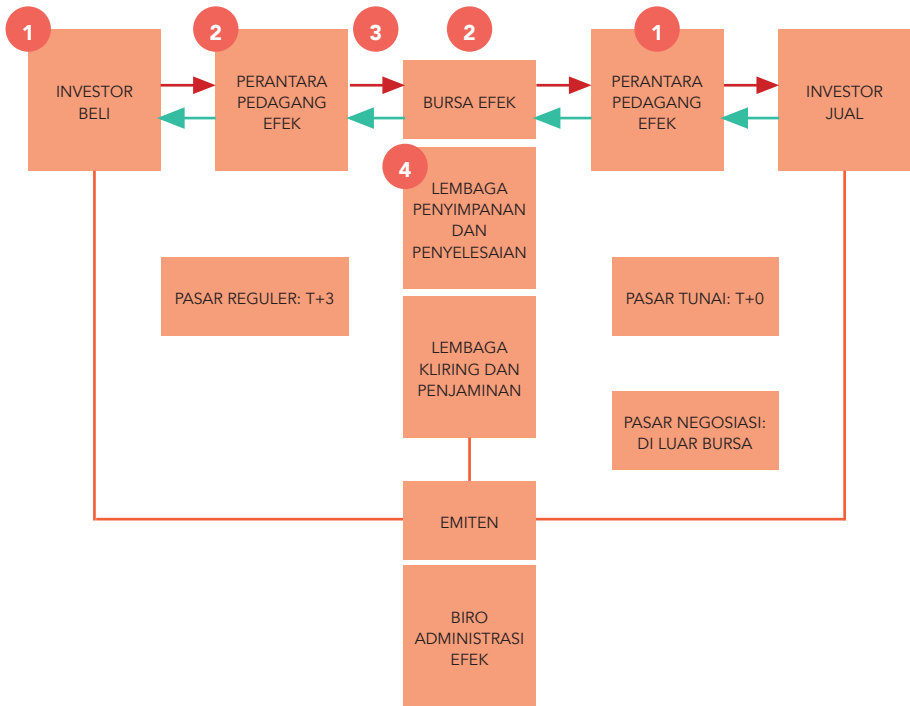 1
2
3
2
1
INVESTOR
BELI
PERANTARA
PEDAGANG
EFEK
BURSA EFEK
PERANTARA
PEDAGANG
EFEK
INVESTOR
JUAL
4
LEMBAGA
PENYIMPANAN
DAN
PENYELESAIAN
PASAR REGULER: T+3
PASAR TUNAI: T+0
LEMBAGA
KLIRING DAN
PENJAMINAN
PASAR NEGOSIASI:
DI LUAR BURSA
EMITEN
BIRO
ADMINISTRASI
EFEK